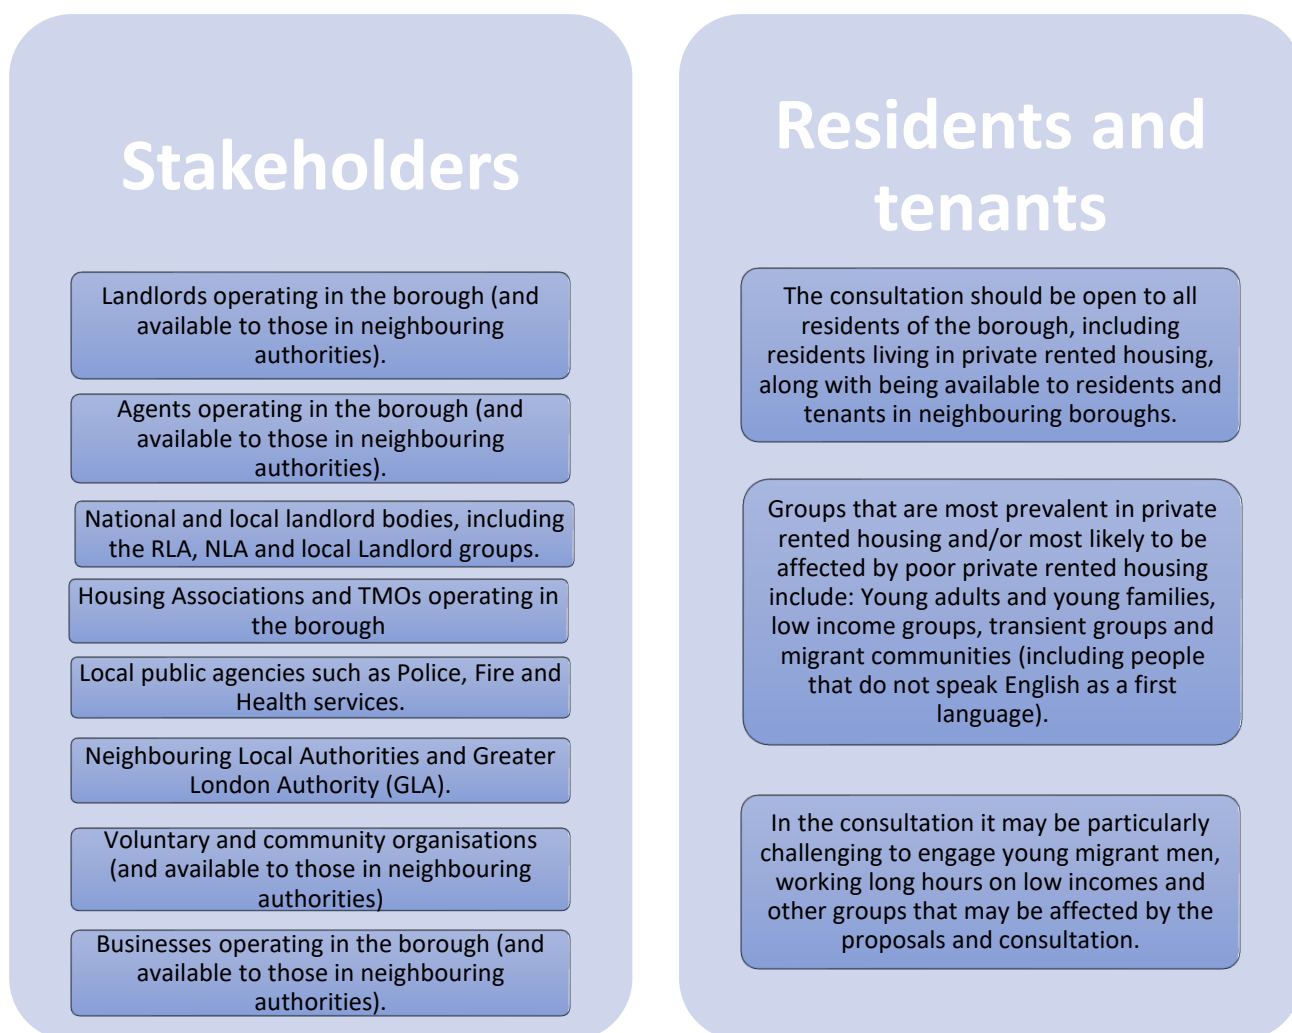 Stakeholders
Landlords operating in the borough (and
available to those in neighbouring
authorities).
Agents operating in the borough (and
available to those in neighbouring
authorities).
National and local landlord bodies, including
the RLA, NLA and local Landlord groups.
Housing Associations and TMOs operating in
the borough
Local public agencies such as Police, Fire and
Health services.
Neighbouring Local Authorities and Greater
London Authority (GLA).
Voluntary and community organisations
(and available to those in neighbouring
authorities)
Businesses operating in the borough (and
available to those in neighbouring
authorities).
Residents and
tenants
The consultation should be open to all
residents of the borough, including
residents living in private rented housing,
along with being available to residents and
tenants in neighbouring boroughs.
Groups that are most prevalent in private
rented housing and/or most likely to be
affected by poor private rented housing
include: Young adults and young families,
low income groups, transient groups and
migrant communities (including people
that do not speak English as a first
language).
In the consultation it may be particularly
challenging to engage young migrant men,
working long hours on low incomes and
other groups that may be affected by the
proposals and consultation.